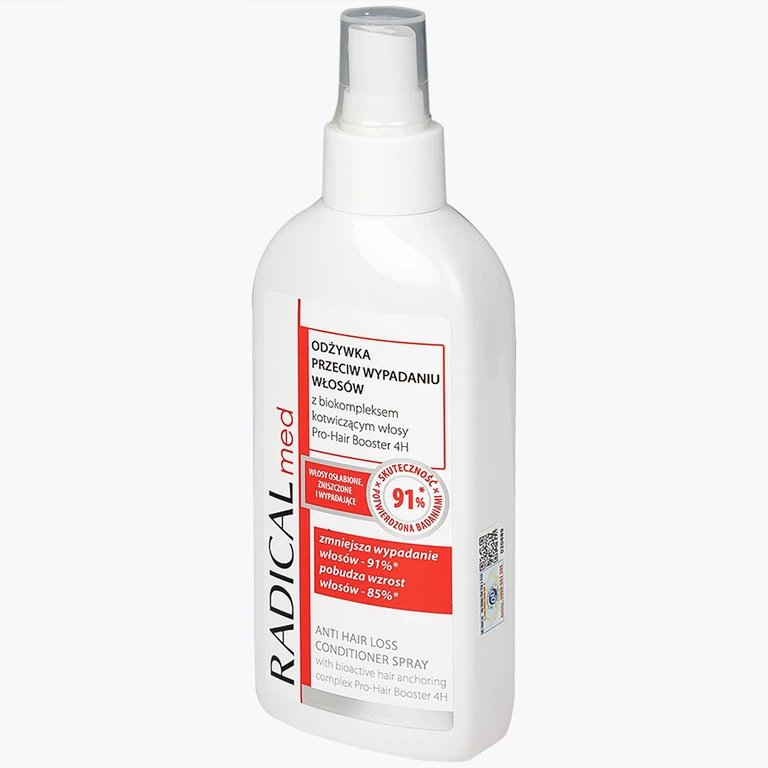 RADICAL med
ODŻYWKA
PRZECIW WYPADANIU
WŁOSÓW
z biokompleksem
kotwiczącym włosy
Pro-Hair Booster 4H
WŁOSY OSŁABIONE,
ZNISZCZONE
I WYPADAJĄCE
SKUTECZNOŚĆ
91%*
POTWIERDZONA BADANIAMI
zmniejsza wypadanie
włosów - 91%*
pobudza wzrost
włosów - 85%*
ANTI HAIR LOSS
CONDITIONER SPRAY
with bioactive hair anchoring
complex Pro-Hair Booster 4H